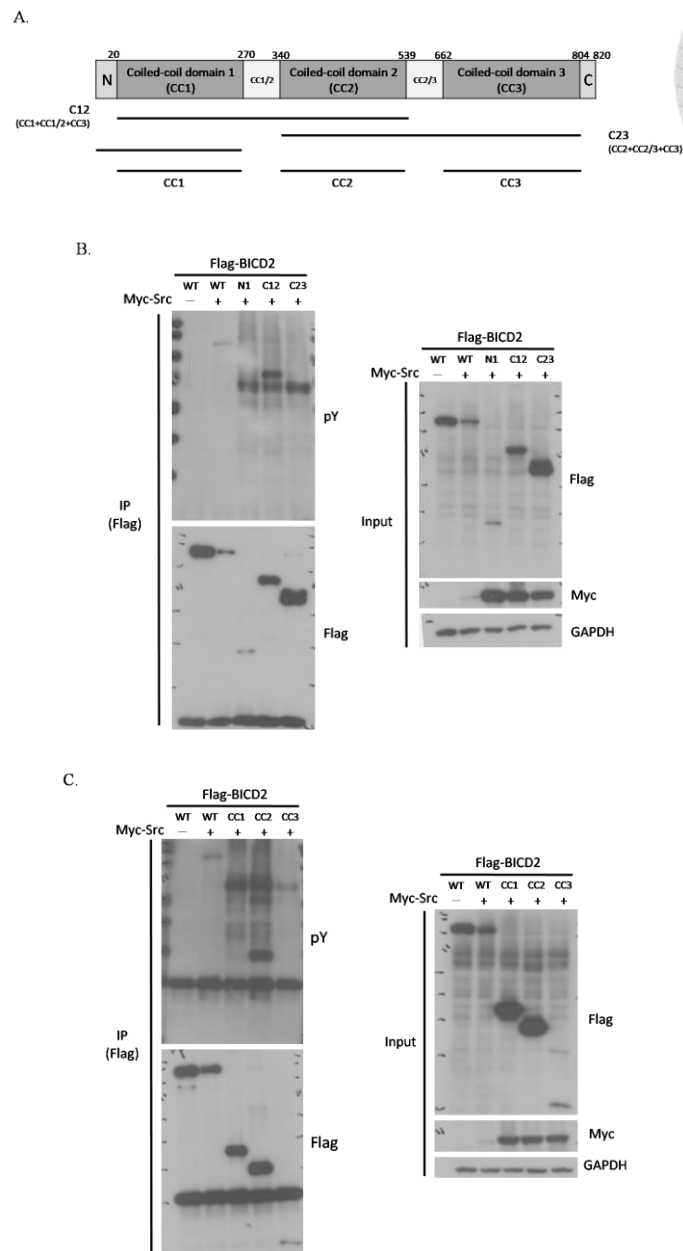 A.
20 270 340 539 662 804 820
N Coiled-coil domain 1 (CC1) CC1/2 Coiled-coil domain 2 (CC2) CC2/3 Coiled-coil domain 3 (CC3) C
C12
(CC1+CC1/2+CC3)
C23
(CC2+CC2/3+CC3)
CC1 CC2 CC3
B.
Flag-BICD2
WT WT N1 C12 C23
Myc-Src — + + + +
pY
IP
(Flag)
Flag
Flag-BICD2
WT WT N1 C12 C23
Myc-Src — + + + +
Flag
Input
Myc
GAPDH
C.
Flag-BICD2
WT WT CC1 CC2 CC3
Myc-Src — + + + +
pY
IP
(Flag)
Flag
Flag-BICD2
WT WT CC1 CC2 CC3
Myc-Src — + + + +
Flag
Input
Myc
GAPDH